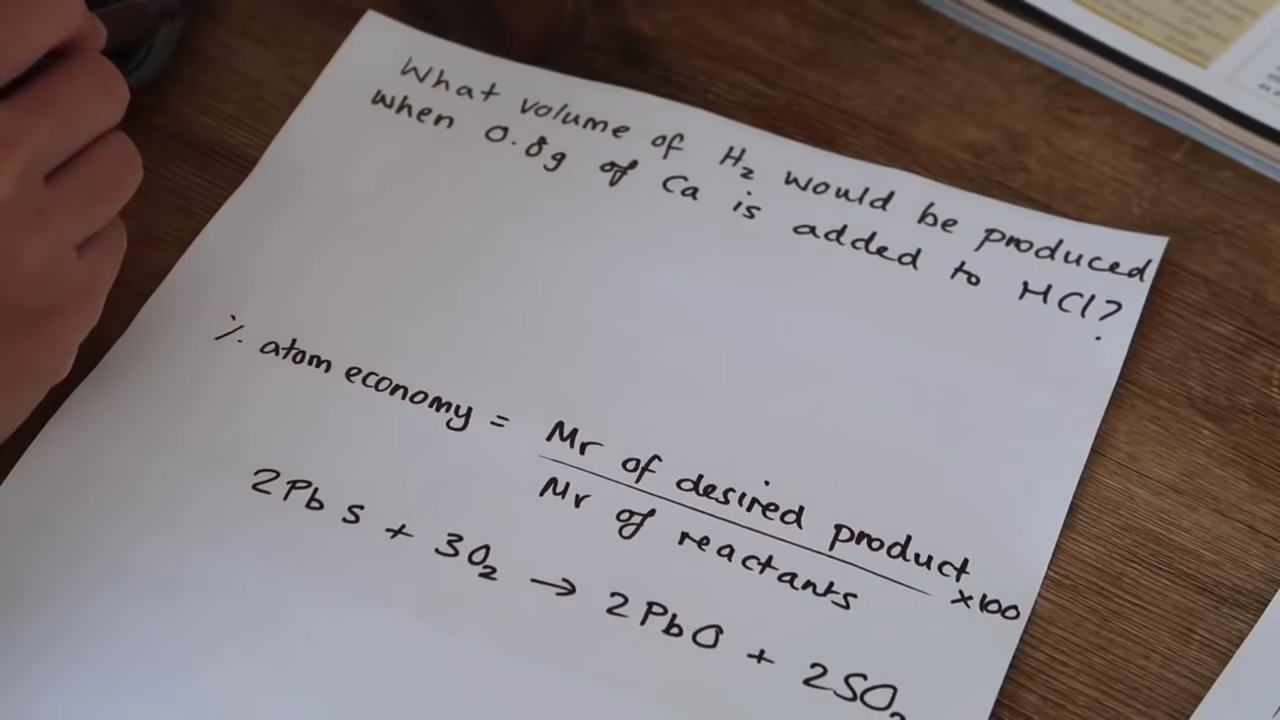 What volume of H₂ would be produced
when 0.8g of Ca is added to HCl?
% atom economy = Mr of desired product
Mr of reactants ×100
2PbS + 3O₂ → 2PbO + 2SO₂